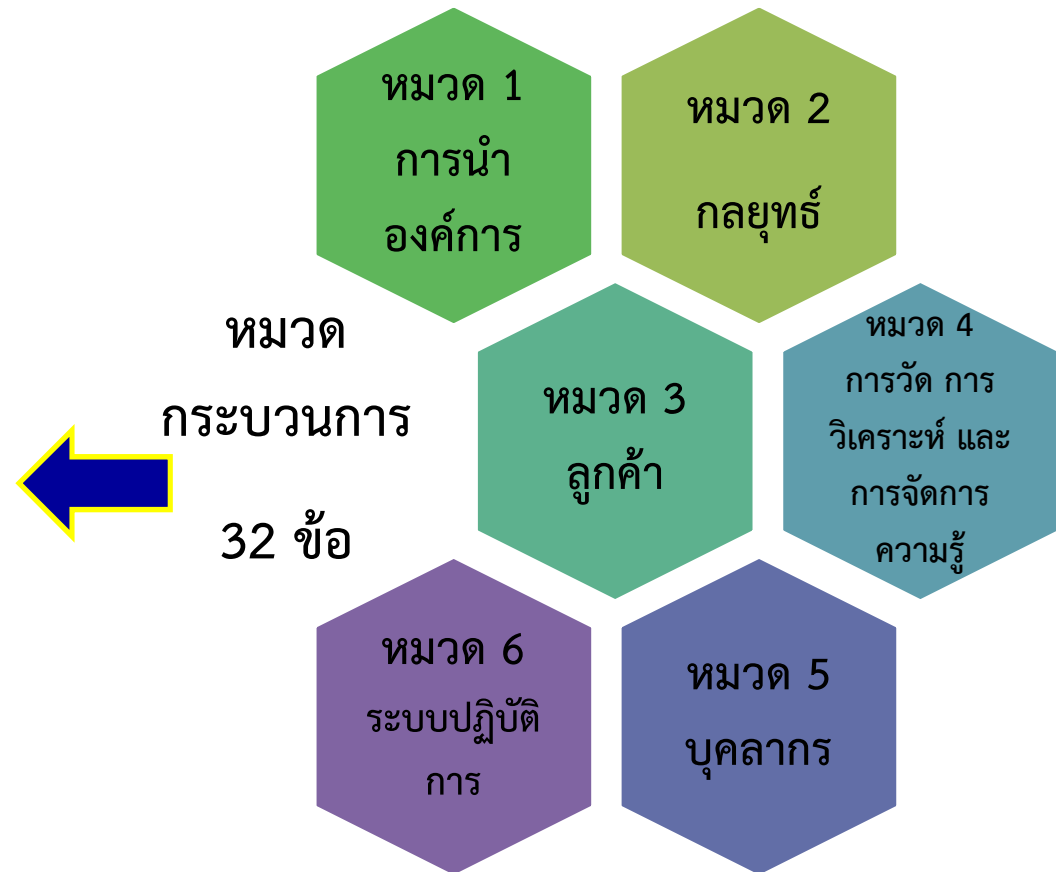 หมวด 1
การนำ
องค์การ
หมวด 2
กลยุทธ์
หมวด
กระบวนการ
32 ข้อ
หมวด 3
ลูกค้า
หมวด 4
การวัด การ
วิเคราะห์ และ
การจัดการ
ความรู้
หมวด 6
ระบบปฏิบัติ
การ
หมวด 5
บุคลากร